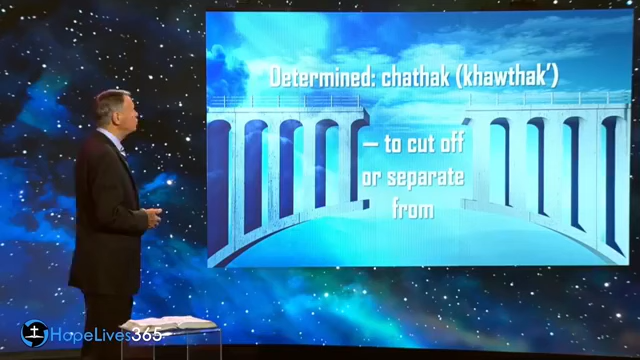 Determined: chathak (khawthak’)
– to cut off
or separate
from
HopeLives365